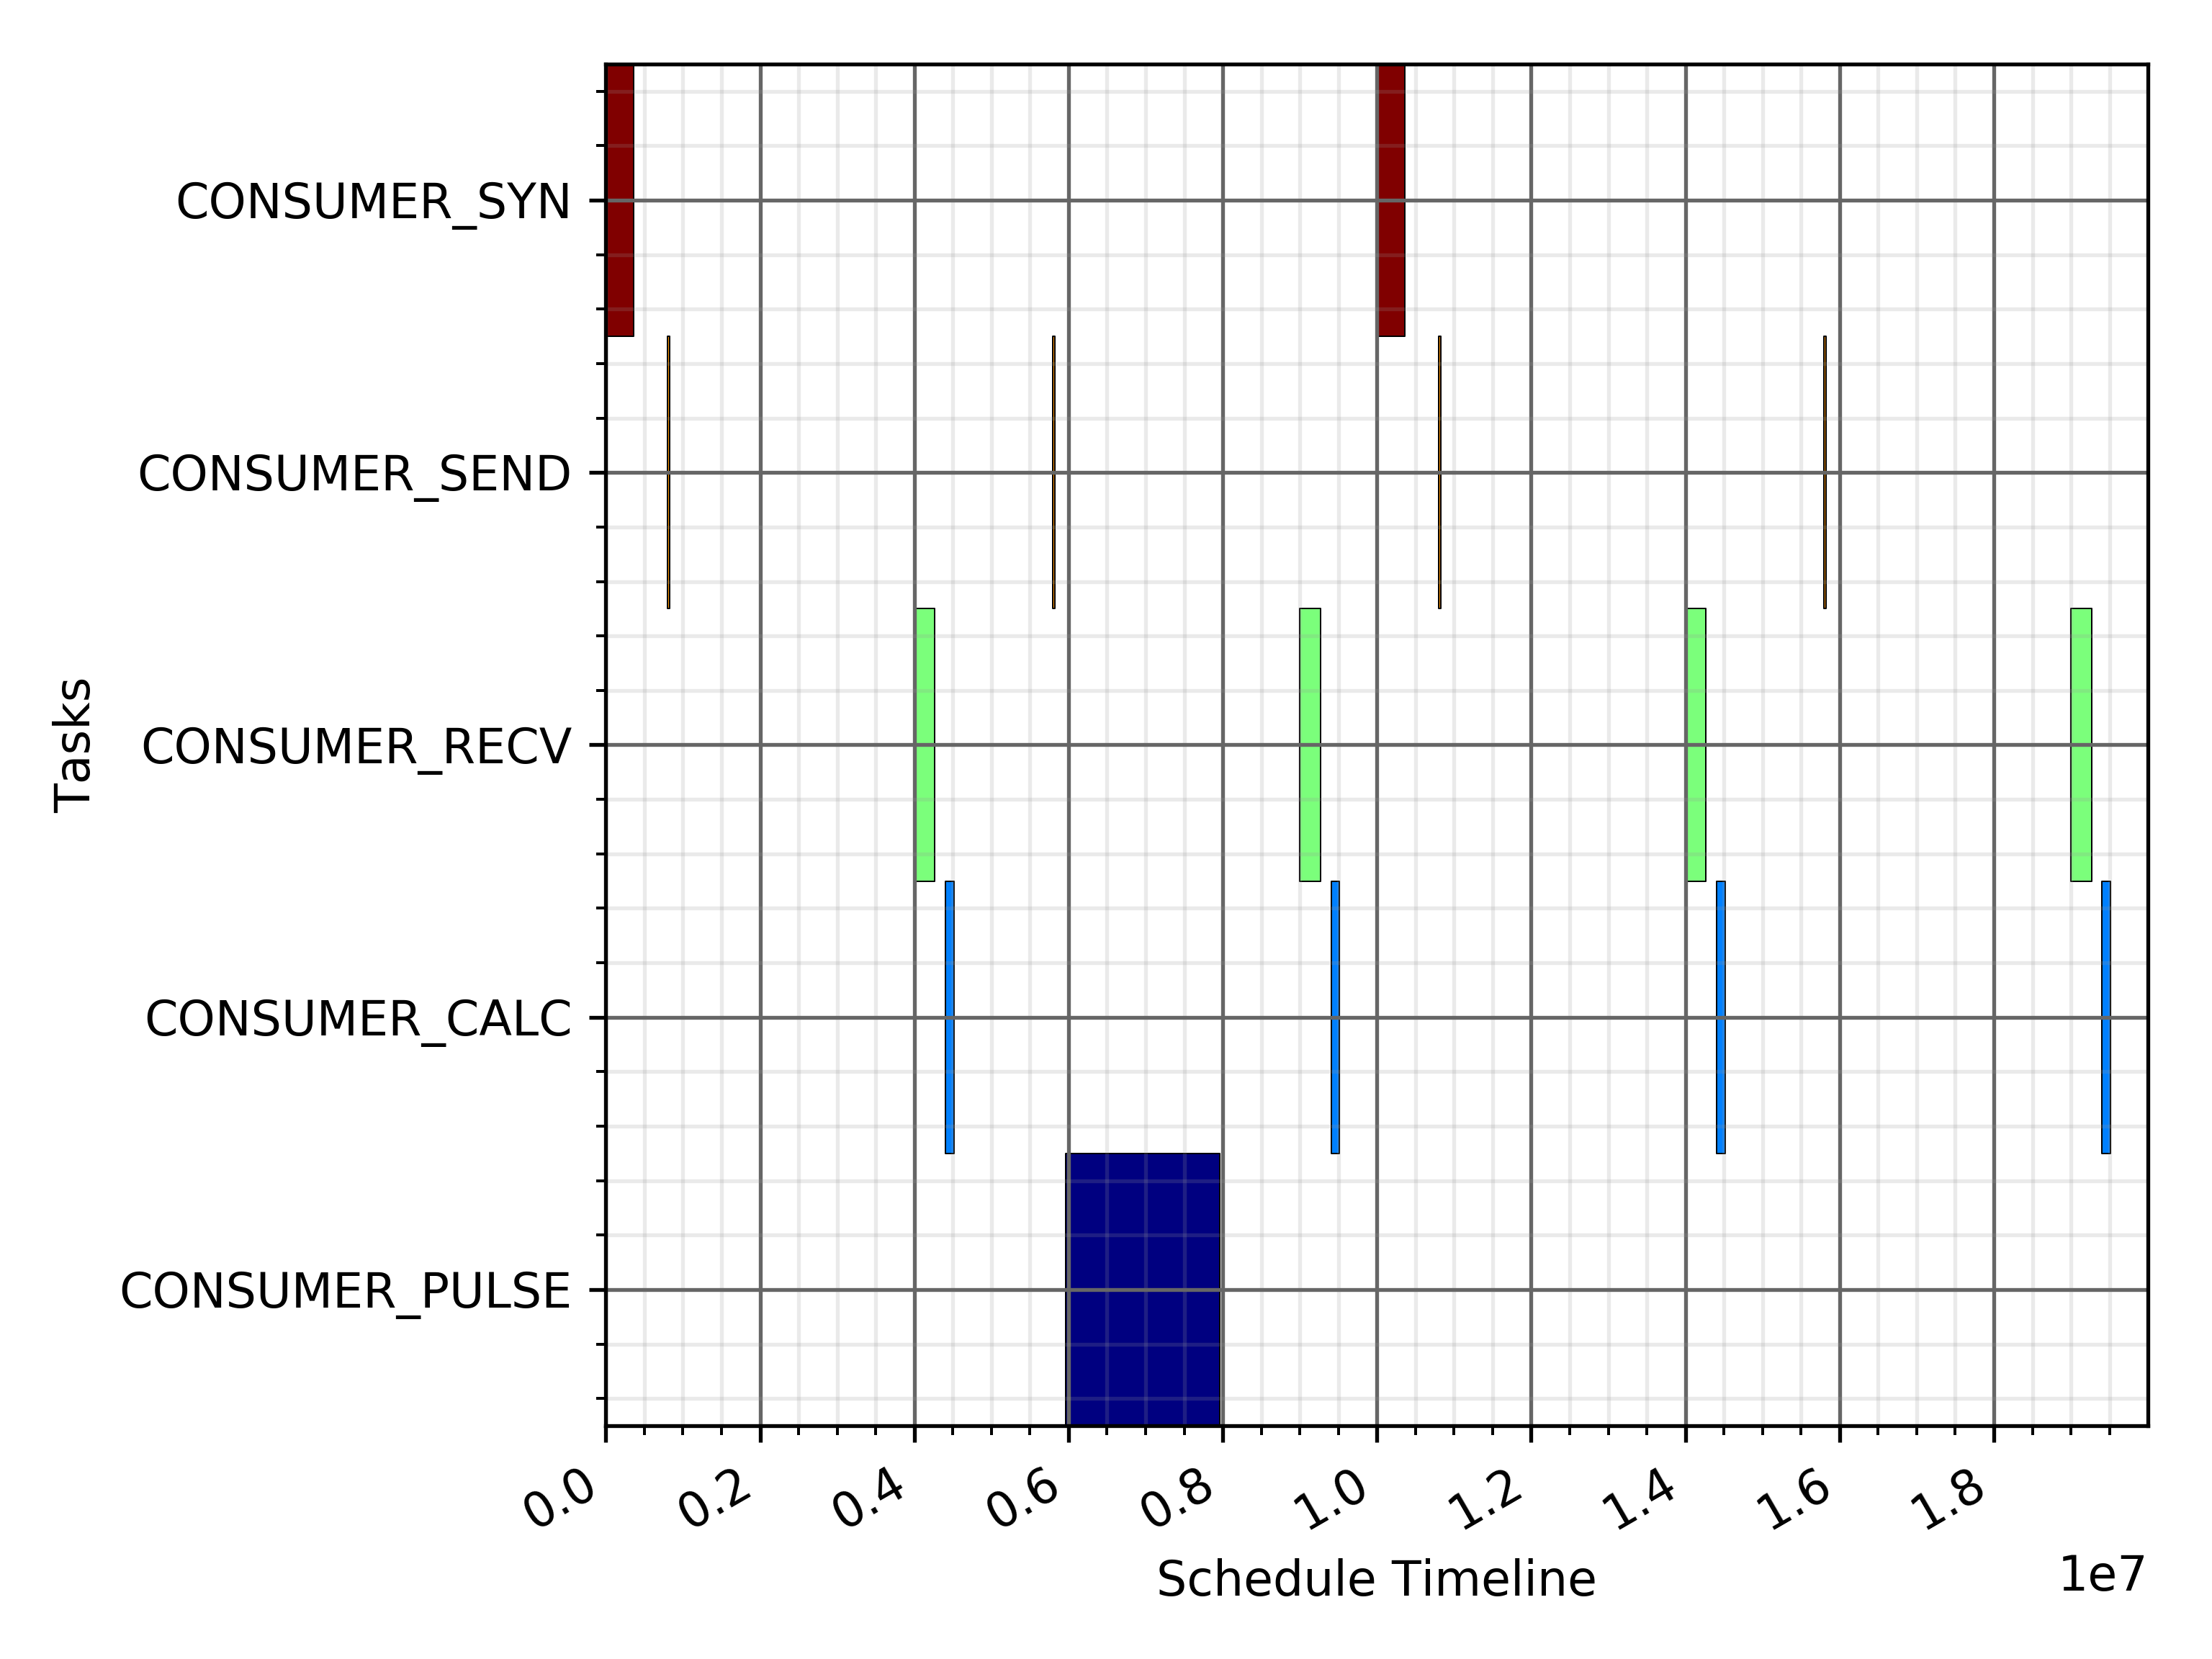 CONSUMER_SYN
CONSUMER_SEND
CONSUMER_RECV
CONSUMER_CALC
CONSUMER_PULSE
Tasks
0.0 0.2 0.4 0.6 0.8 1.0 1.2 1.4 1.6 1.8
Schedule Timeline
1e7